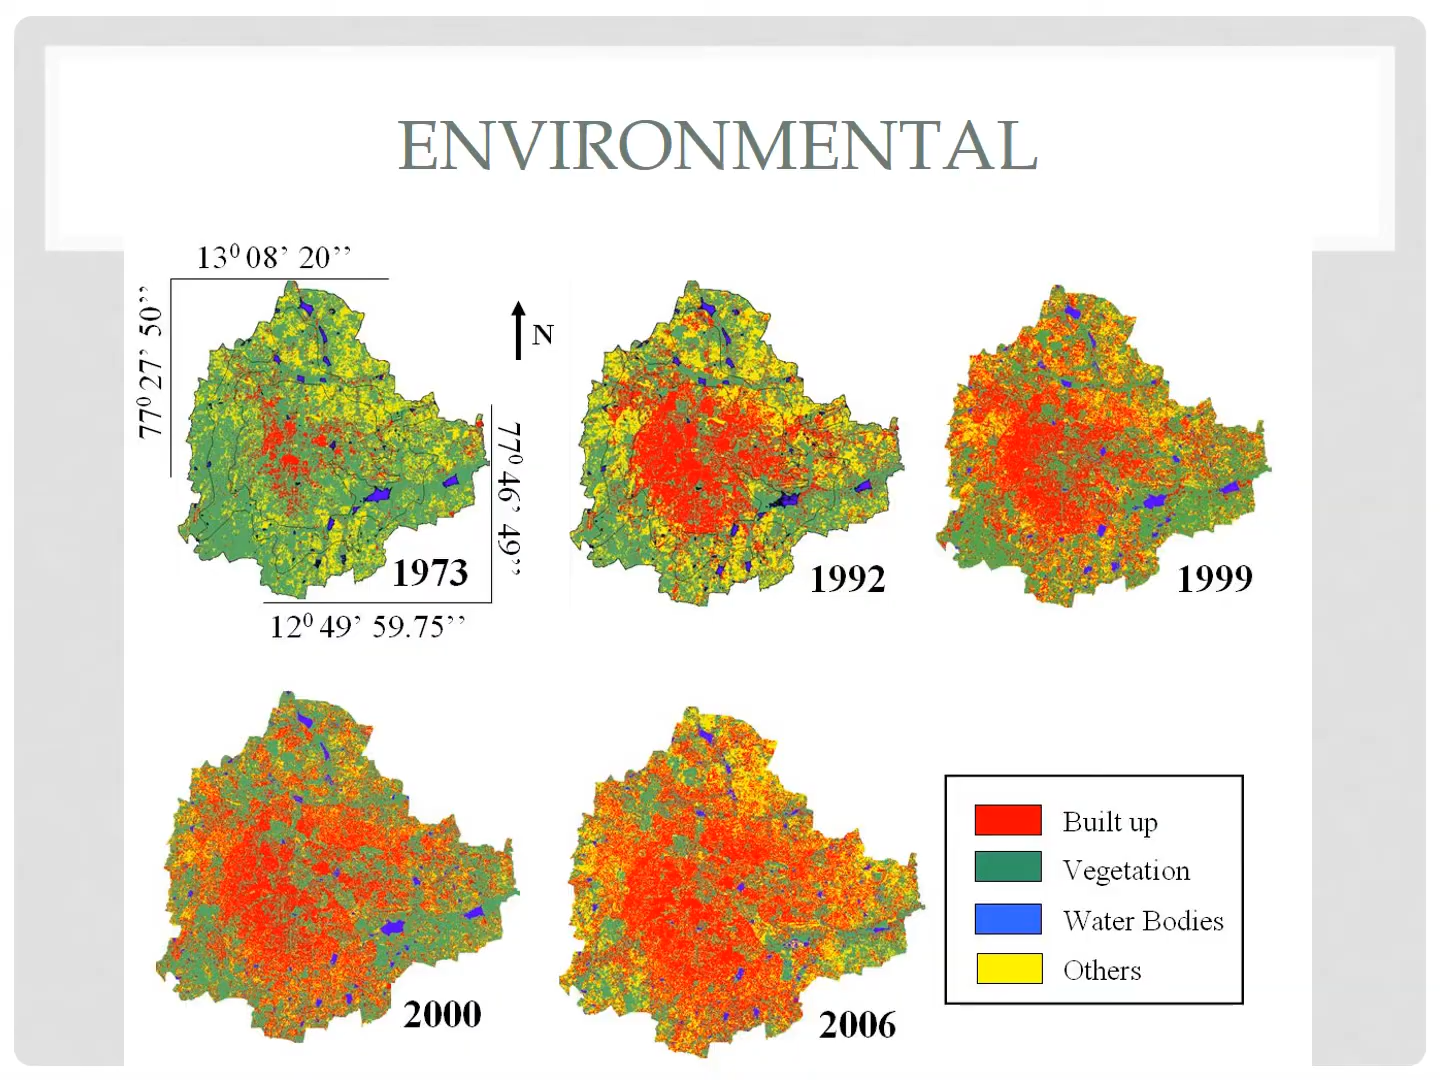 ENVIRONMENTAL
13⁰ 08’ 20’’
77⁰ 27’ 50’’
N
77⁰ 46’ 49’’
1973
12⁰ 49’ 59.75’’
1992
1999
2000
2006
Built up
Vegetation
Water Bodies
Others